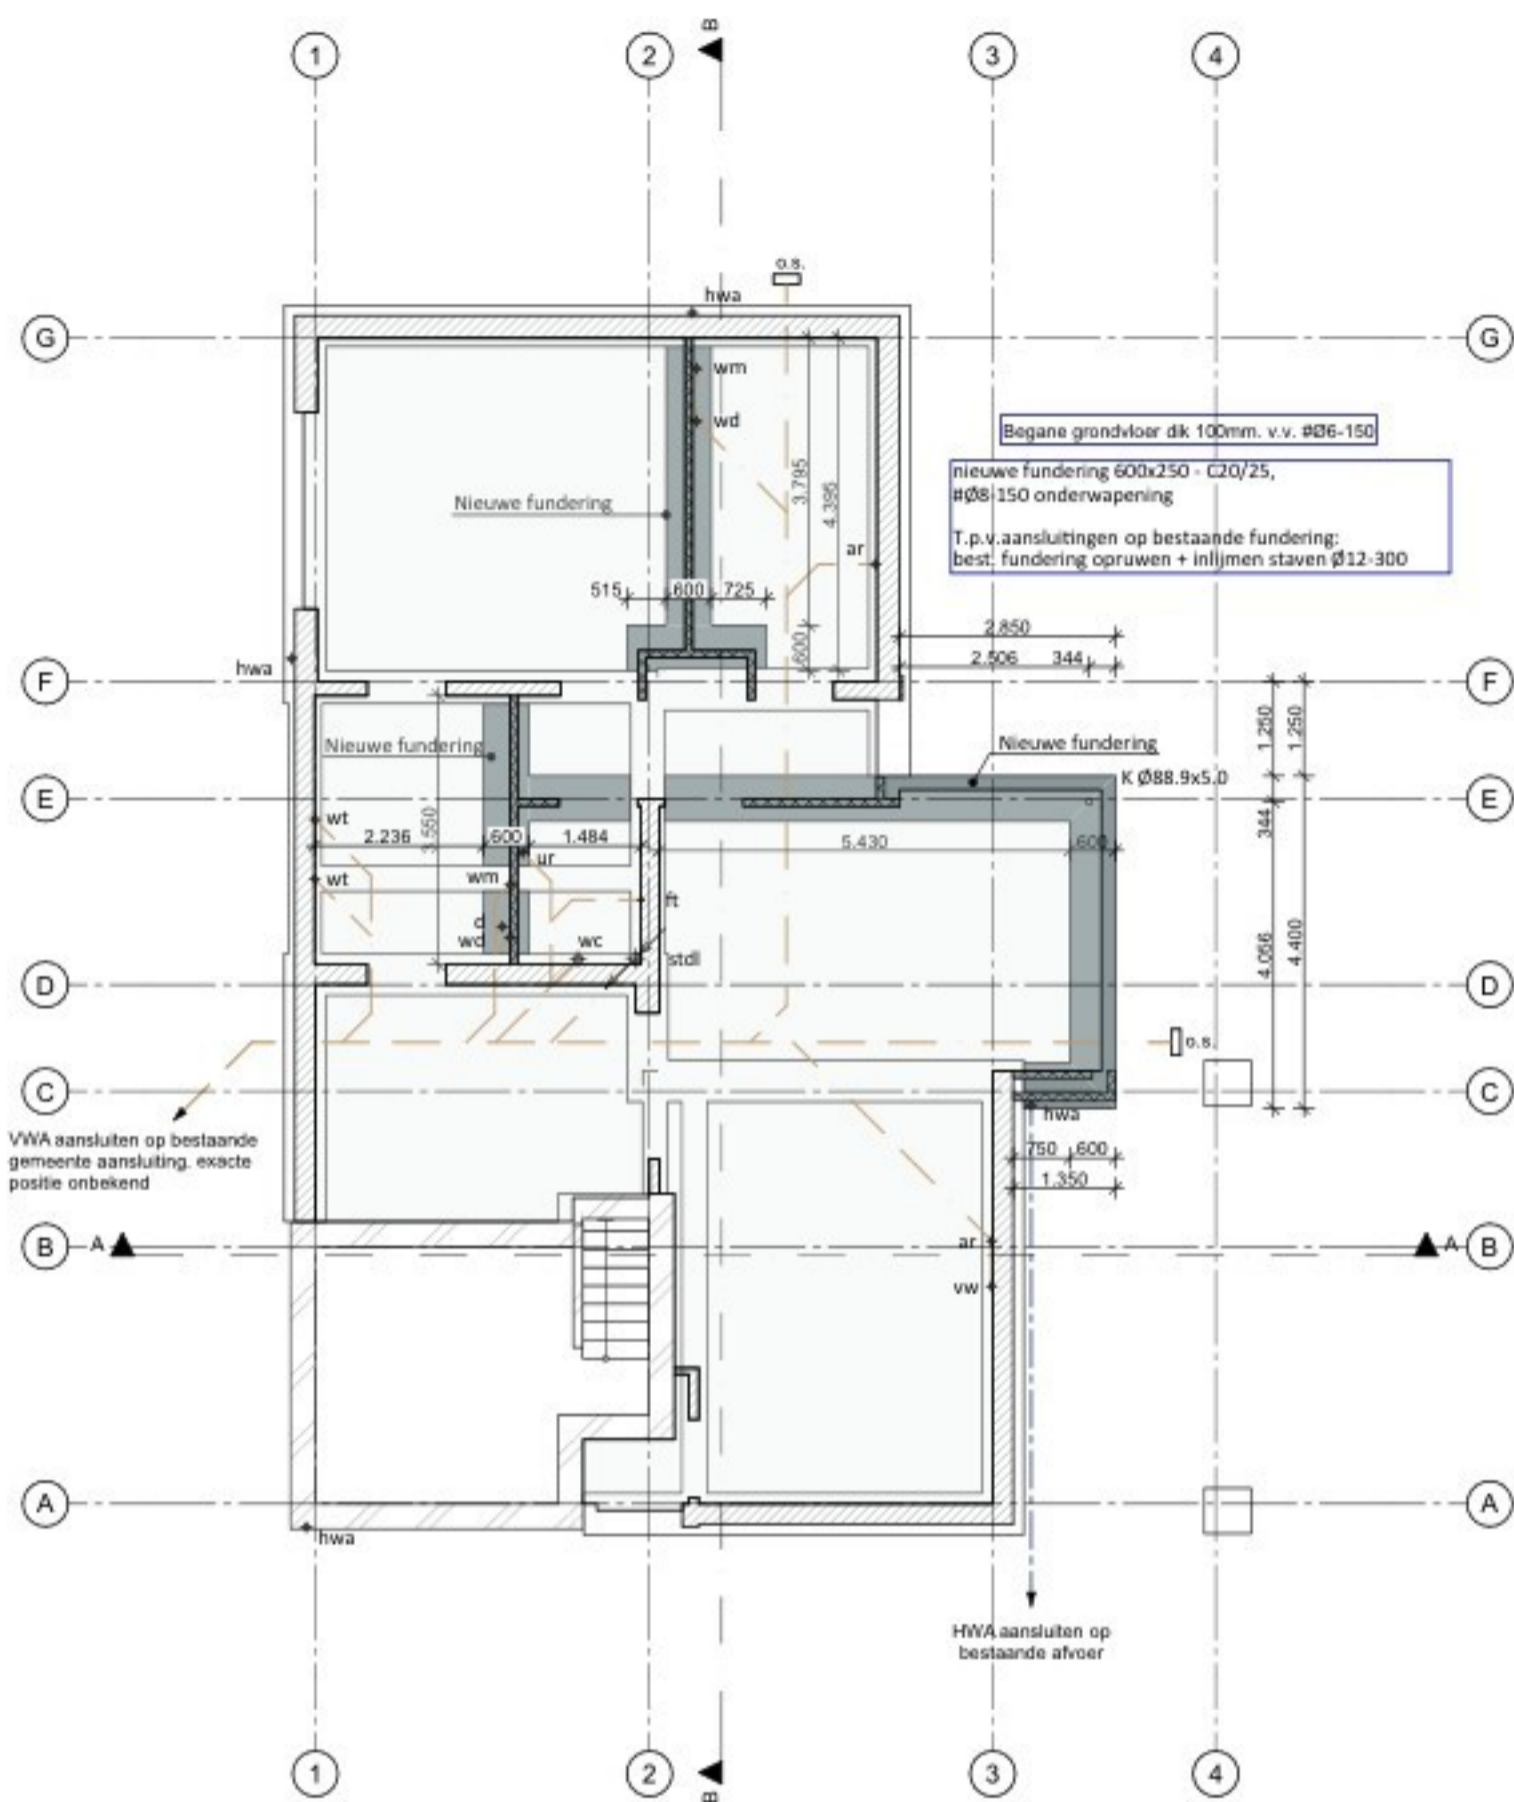 B
1
2
3
4
o.s.
hwa
G
G
wm
wd
Begane grondvloer dik 100mm. v.v. #Ø6-150
nieuwe fundering 600x250 - C20/25,
#Ø8-150 onderwapening
T.p.v.aansluitingen op bestaande fundering:
best. fundering opruwen + inlijmen staven Ø12-300
3.795
4.395
Nieuwe fundering
ar
515
600
725
600
2.850
2.506
344
hwa
F
F
1.250
1.250
Nieuwe fundering
Nieuwe fundering
K Ø88.9x5.0
E
E
wt
2.236
3.550
600
1.484
5.430
600
344
ur
wt
wm
ft
d
wd
wc
stdl
4.056
4.400
D
D
o.s.
C
C
hwa
VWA aansluiten op bestaande
gemeente aansluiting, exacte
positie onbekend
750
600
1.350
B
A
ar
A
B
vw
A
A
hwa
HWA aansluiten op
bestaande afvoer
1
2
B
3
4